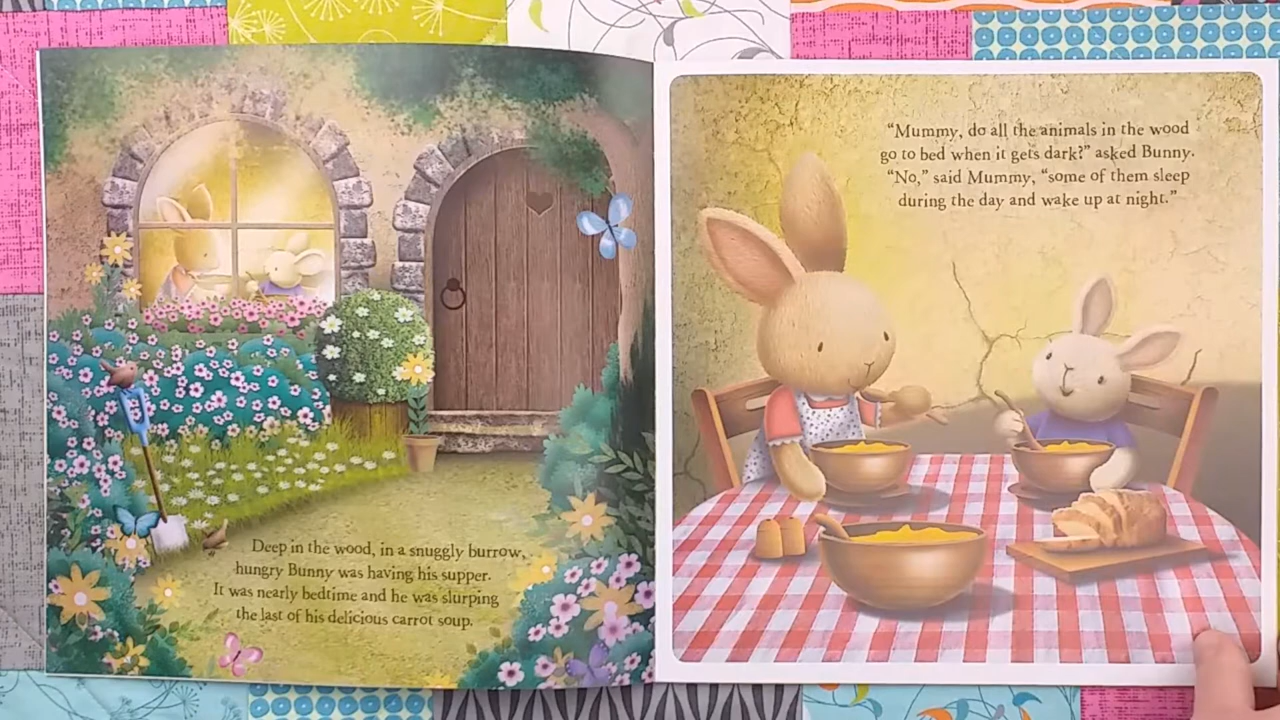 Deep in the wood, in a snuggly burrow,
hungry Bunny was having his supper.
It was nearly bedtime and he was slurping
the last of his delicious carrot soup.
“Mummy, do all the animals in the wood
go to bed when it gets dark?” asked Bunny.
“No,” said Mummy, “some of them sleep
during the day and wake up at night.”